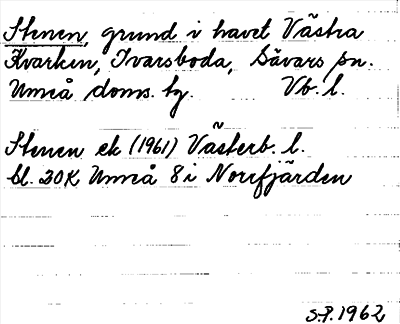 Stenen, grund i havet Västra
Kvarken, Ivarsboda, Sävars sn.
Umeå doms. tg. Vb. l.
Stenen ek (1961) Västerb. l.
bl. 20K Umeå 8 i Norrfjärden
S.P. 1962